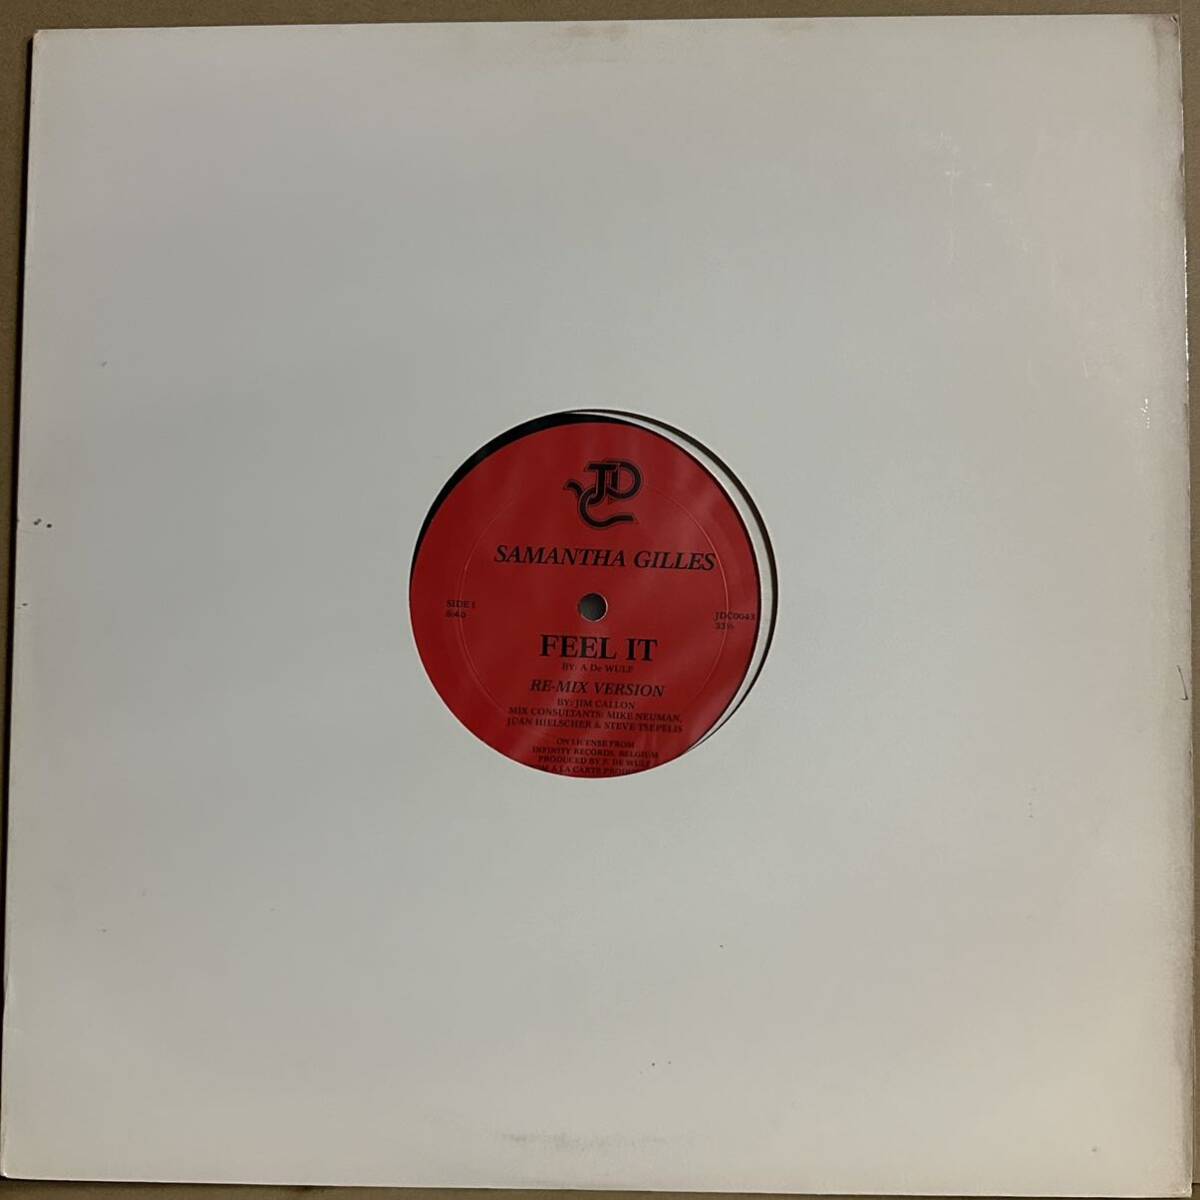 JDC
SAMANTHA GILLES
SIDE 1
6:40
JDC0043
33⅓
FEEL IT
BY: A De WULF
RE-MIX VERSION
BY: JIM CALLON
MIX CONSULTANTS: MIKE NEUMAN,
JUAN HIELSCHER & STEVE TSEPELIS
ON LICENSE FROM
INFINITY RECORDS, BELGIUM
PRODUCED BY F. DE WULF
A LA CARTE